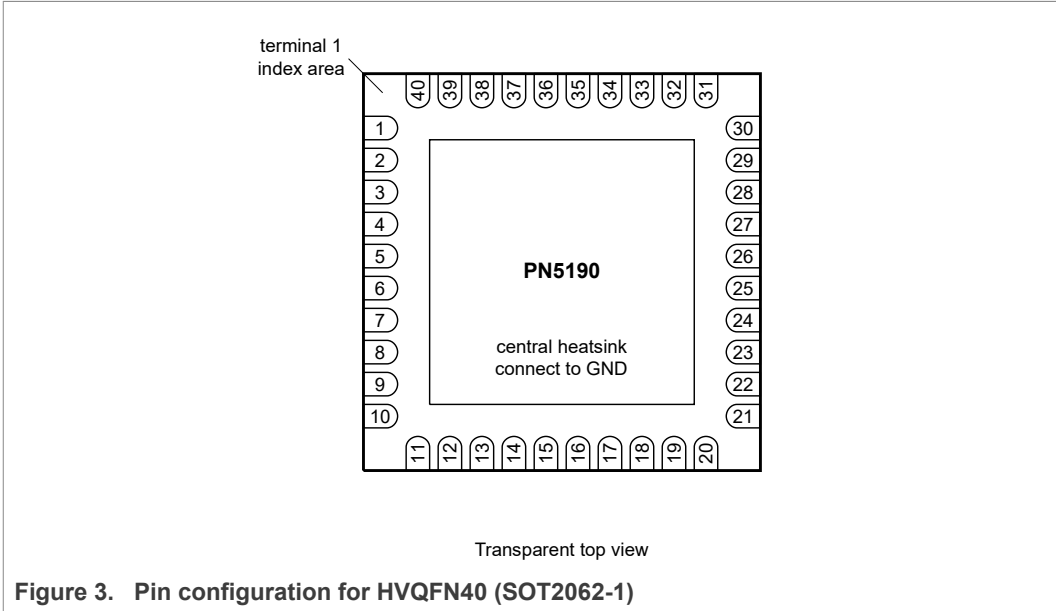 terminal 1
index area
40 39 38 37 36 35 34 33 32 31
1 30
2 29
3 28
4 27
5 26
6 25
7 24
8 23
9 22
10 21
PN5190
central heatsink
connect to GND
11 12 13 14 15 16 17 18 19 20
Transparent top view
Figure 3. Pin configuration for HVQFN40 (SOT2062-1)